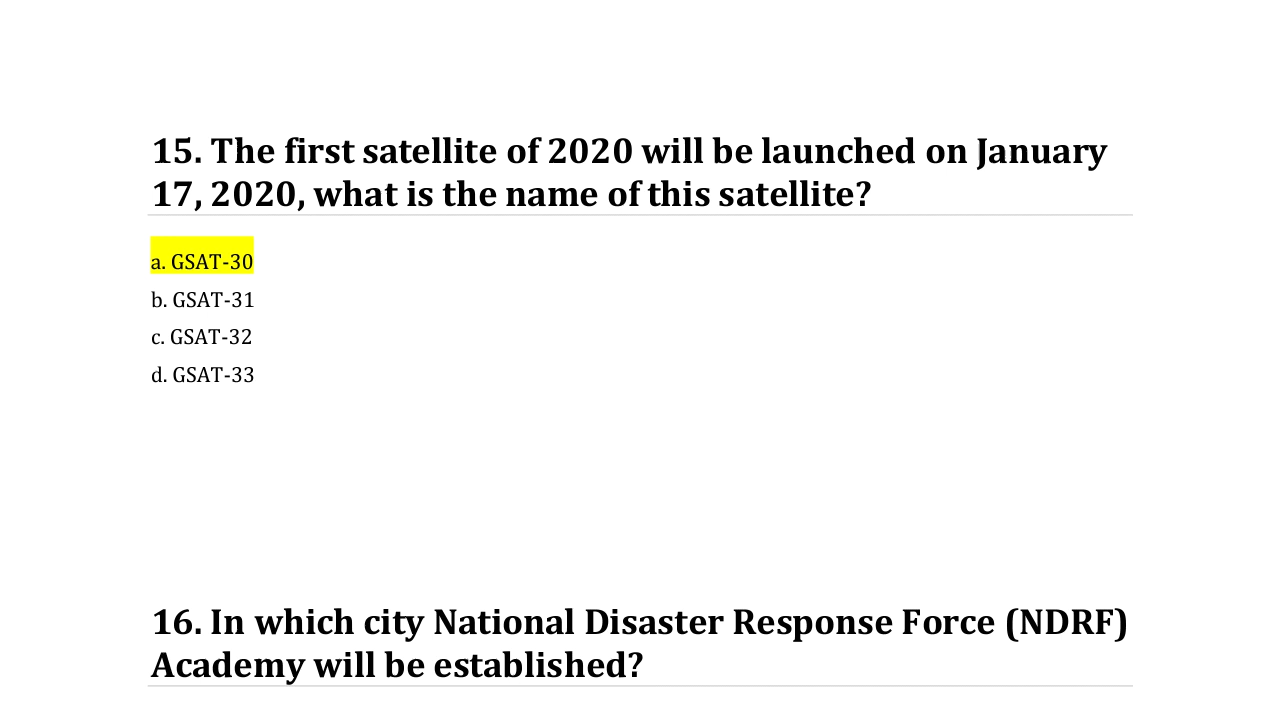 15. The first satellite of 2020 will be launched on January
17, 2020, what is the name of this satellite?
a. GSAT-30
b. GSAT-31
c. GSAT-32
d. GSAT-33
16. In which city National Disaster Response Force (NDRF)
Academy will be established?